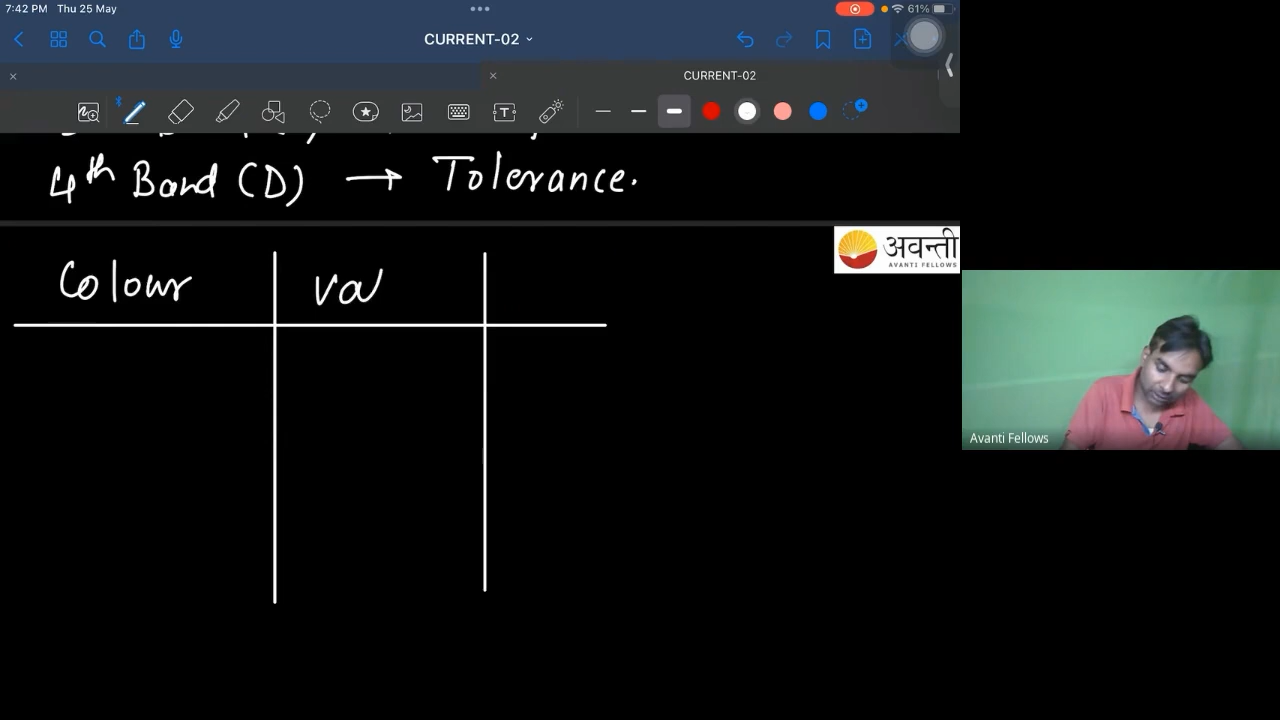 7:42 PM Thu 25 May
61%
CURRENT-02
CURRENT-02
4th Band (D) → Tolerance.
अवन्ती
AVANTI FELLOWS
Colour
Val
Avanti Fellows